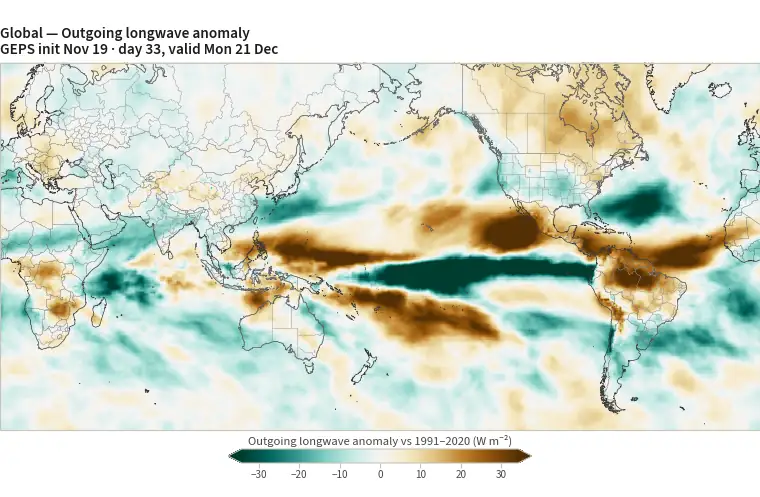 Global — Outgoing longwave anomaly
GEPS init Nov 19 · day 33, valid Mon 21 Dec
Outgoing longwave anomaly vs 1991–2020 (W m⁻²)
−30 −20 −10 0 10 20 30